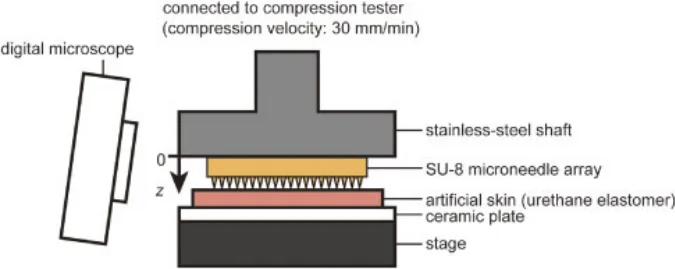 connected to compression tester
(compression velocity: 30 mm/min)
digital microscope
stainless-steel shaft
0
SU-8 microneedle array
z
artificial skin (urethane elastomer)
ceramic plate
stage